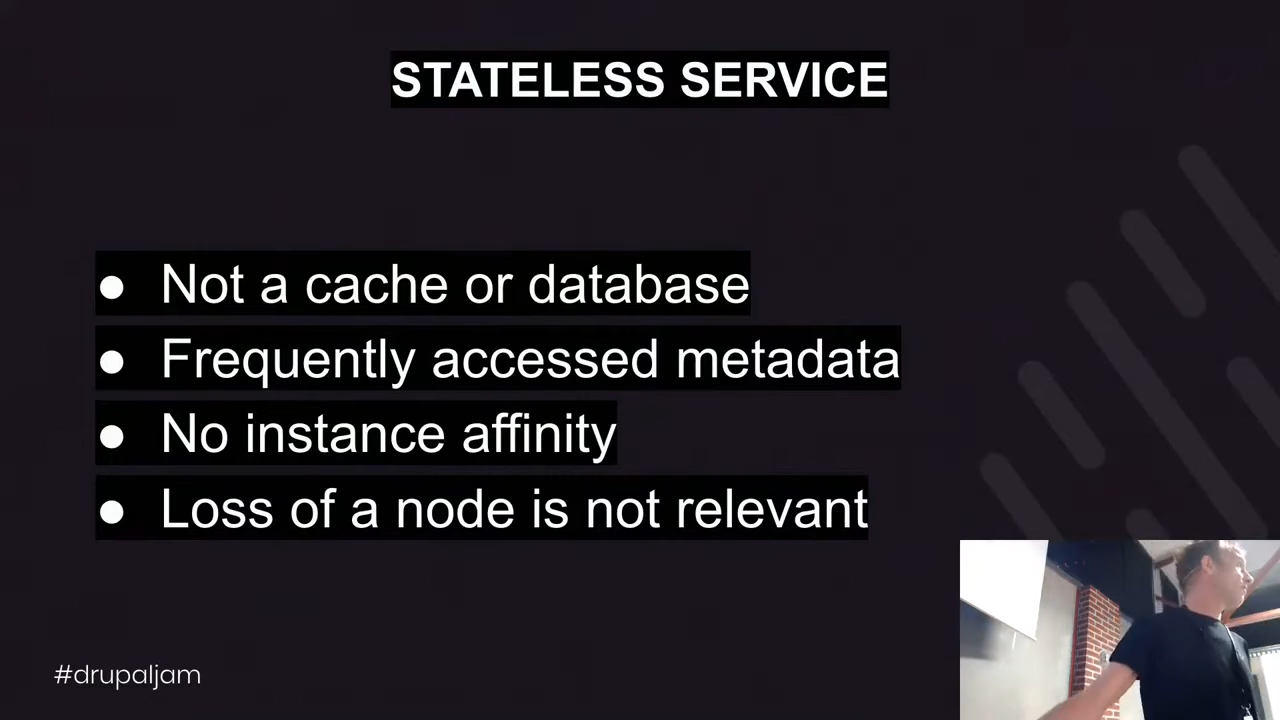 STATELESS SERVICE
● Not a cache or database
● Frequently accessed metadata
● No instance affinity
● Loss of a node is not relevant
#drupaljam